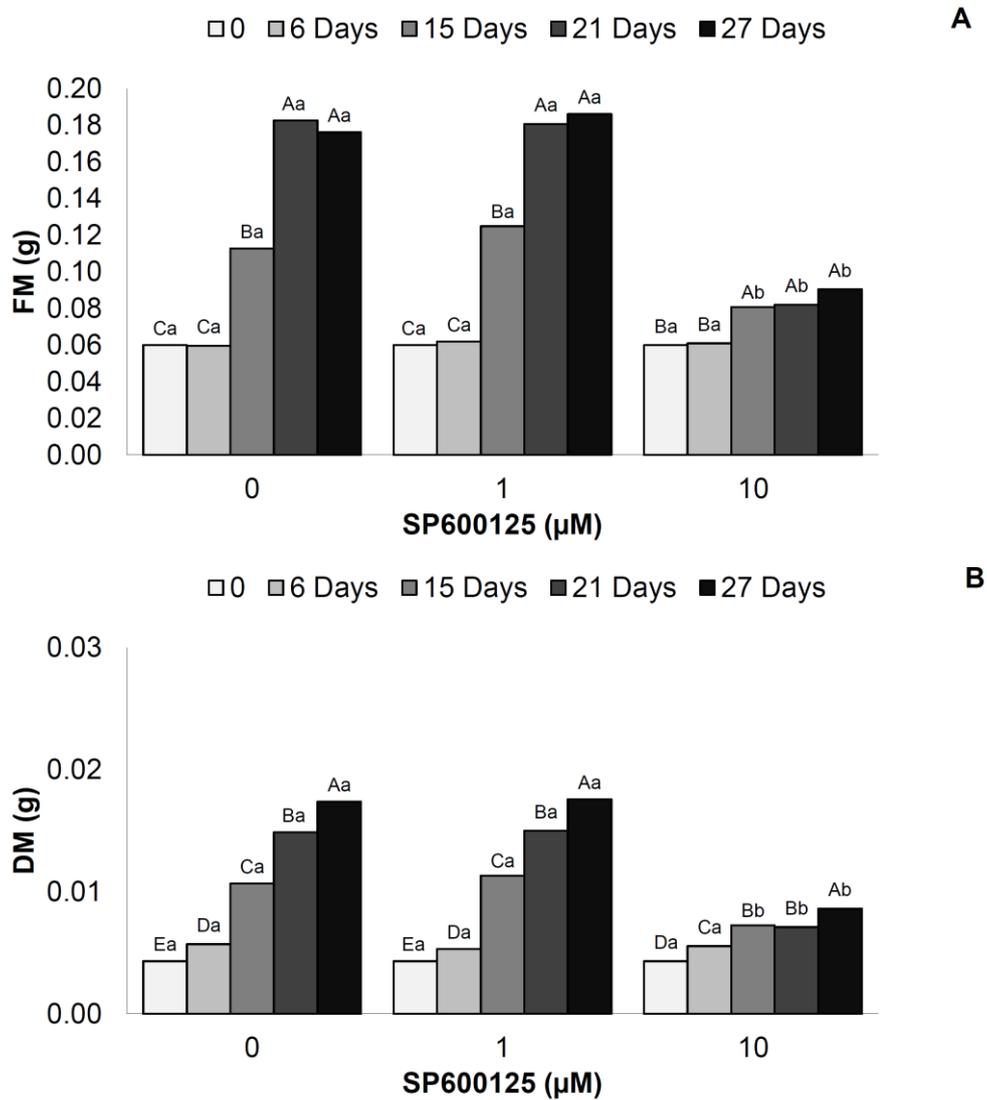 A
0 6 Days 15 Days 21 Days 27 Days
0.20
0.18
0.16
0.14
0.12
0.10
0.08
0.06
0.04
0.02
0.00
FM (g)
Ca Ca Ba Aa Aa
Ca Ca Ba Aa Aa
Ba Ba Ab Ab Ab
0 1 10
SP600125 (µM)
B
0 6 Days 15 Days 21 Days 27 Days
0.03
0.02
0.01
0.00
DM (g)
Ea Da Ca Ba Aa
Ea Da Ca Ba Aa
Da Ca Bb Bb Ab
0 1 10
SP600125 (µM)